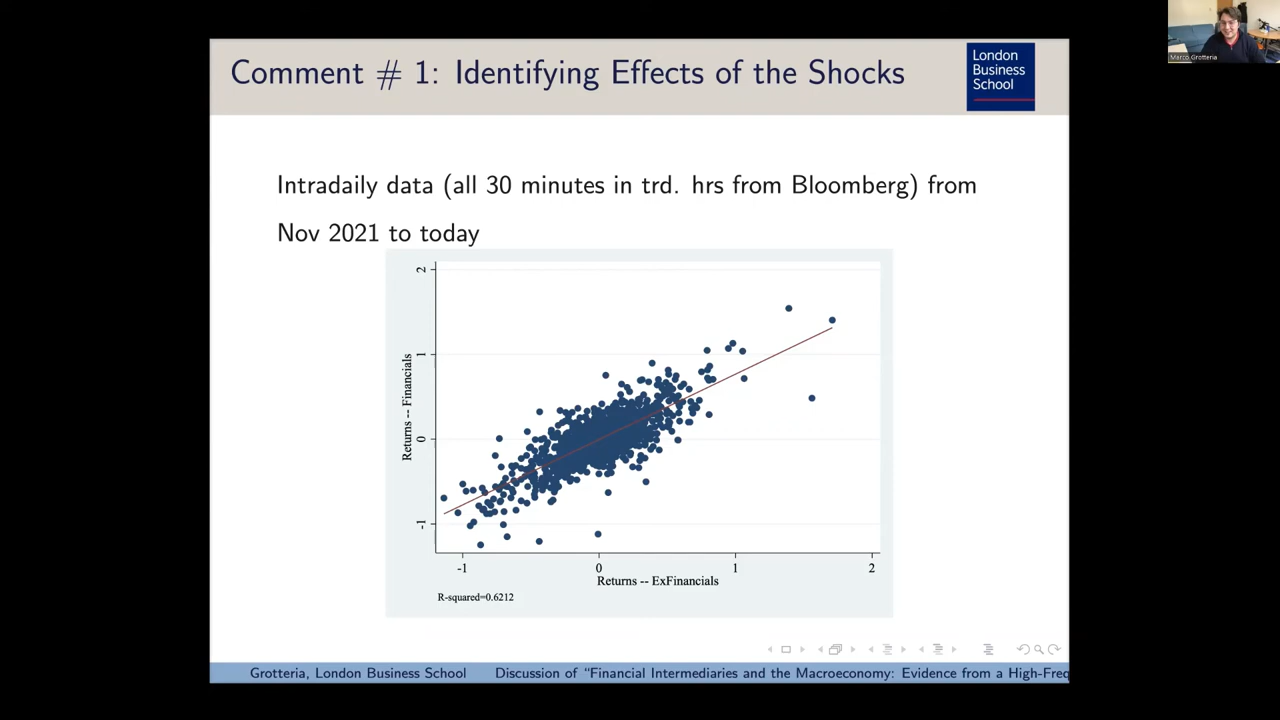 Comment # 1: Identifying Effects of the Shocks
London
Business
School
Marco Grotteria
Intradaily data (all 30 minutes in trd. hrs from Bloomberg) from
Nov 2021 to today
Returns -- Financials
2
1
0
-1
-1 0 1 2
Returns -- ExFinancials
R-squared=0.6212
Grotteria, London Business School Discussion of “Financial Intermediaries and the Macroeconomy: Evidence from a High-Freq